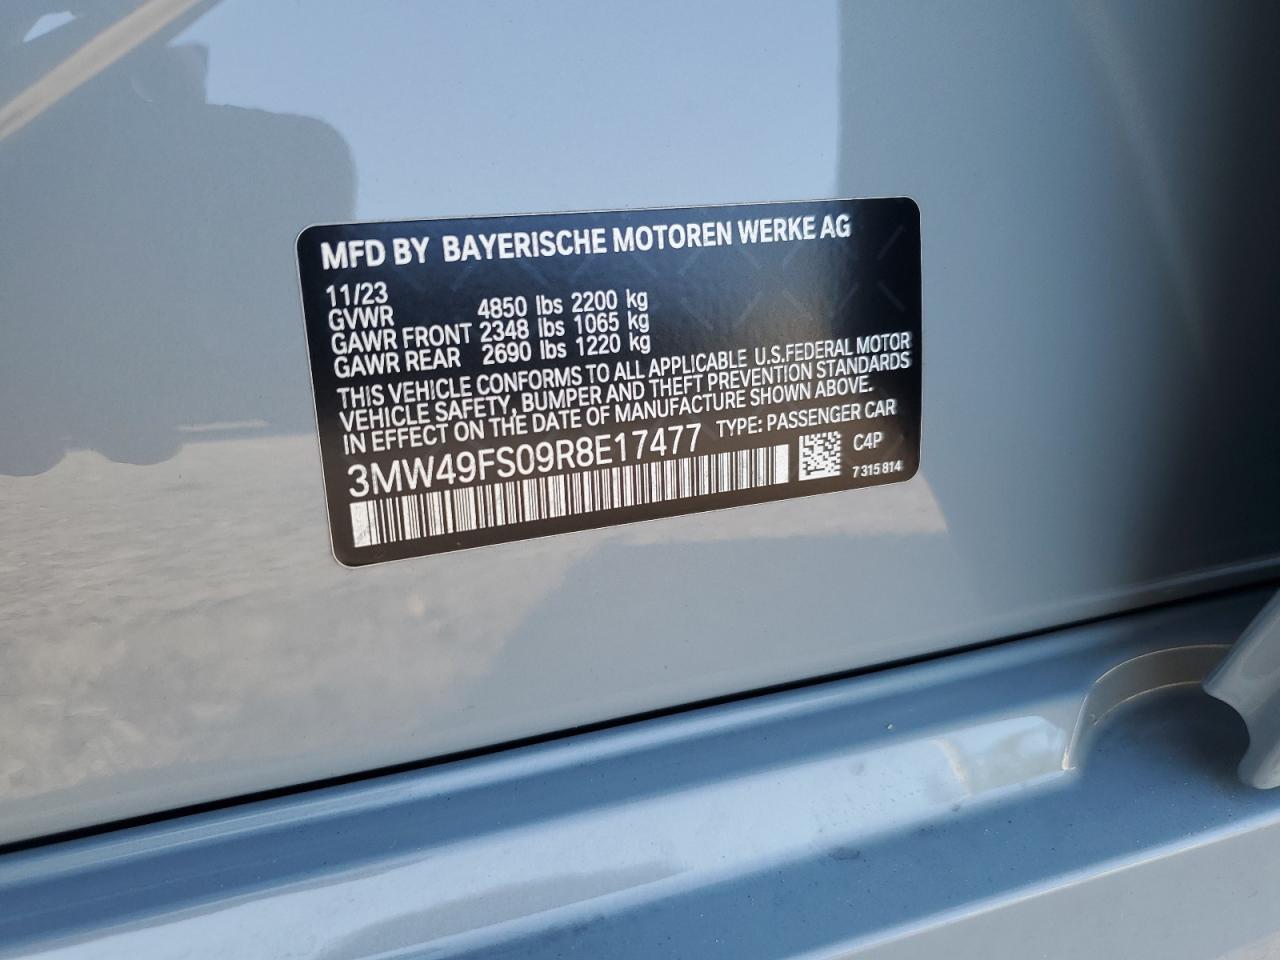 MFD BY BAYERISCHE MOTOREN WERKE AG
11/23
GVWR 4850 lbs 2200 kg
GAWR FRONT 2348 lbs 1065 kg
GAWR REAR 2690 lbs 1220 kg
THIS VEHICLE CONFORMS TO ALL APPLICABLE U.S.FEDERAL MOTOR
VEHICLE SAFETY, BUMPER AND THEFT PREVENTION STANDARDS
IN EFFECT ON THE DATE OF MANUFACTURE SHOWN ABOVE.
3MW49FS09R8E17477 TYPE: PASSENGER CAR
C4P
7 315 814